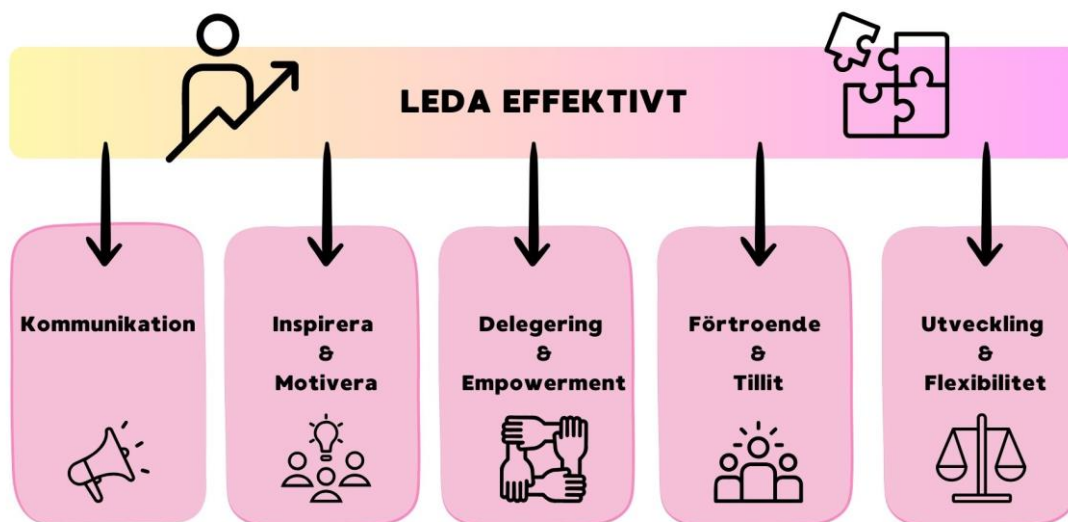 LEDA EFFEKTIVT
Kommunikation
Inspirera
&
Motivera
Delegering
&
Empowerment
Förtroende
&
Tillit
Utveckling
&
Flexibilitet